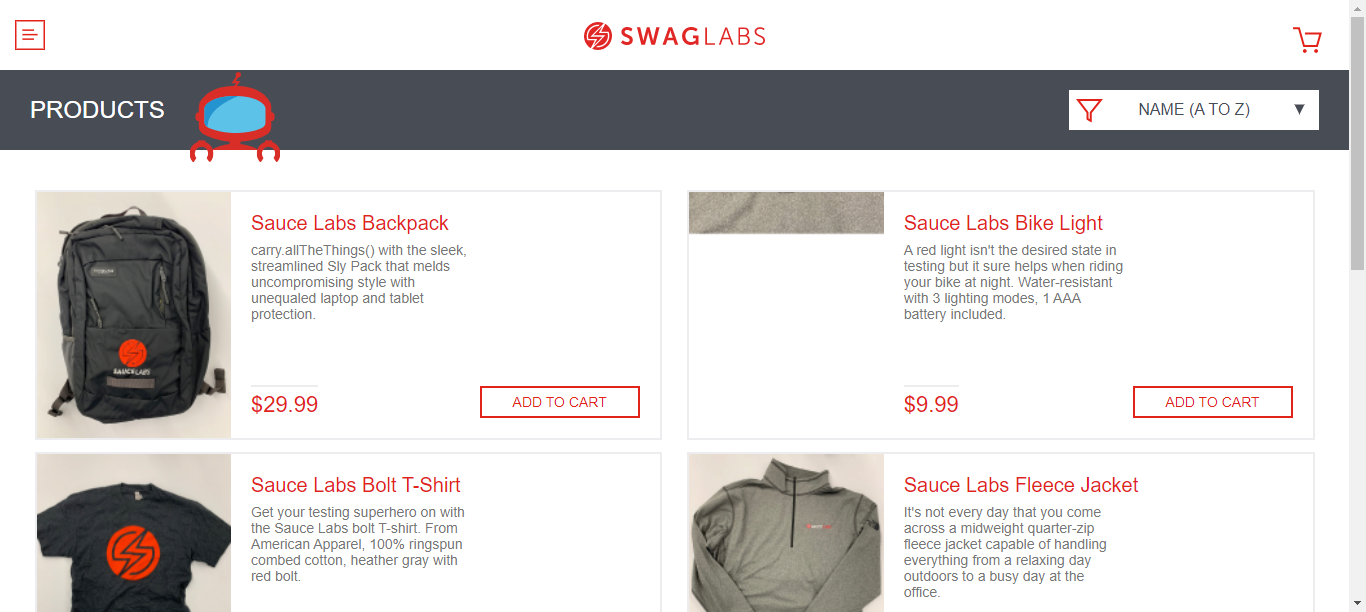 SWAGLABS
PRODUCTS
NAME (A TO Z)
Sauce Labs Backpack
carry.allTheThings() with the sleek,
streamlined Sly Pack that melds
uncompromising style with
unequaled laptop and tablet
protection.
$29.99
ADD TO CART
SAUCELABS
Sauce Labs Bike Light
A red light isn't the desired state in
testing but it sure helps when riding
your bike at night. Water-resistant
with 3 lighting modes, 1 AAA
battery included.
$9.99
ADD TO CART
Sauce Labs Bolt T-Shirt
Get your testing superhero on with
the Sauce Labs bolt T-shirt. From
American Apparel, 100% ringspun
combed cotton, heather gray with
red bolt.
Sauce Labs Fleece Jacket
It's not every day that you come
across a midweight quarter-zip
fleece jacket capable of handling
everything from a relaxing day
outdoors to a busy day at the
office.